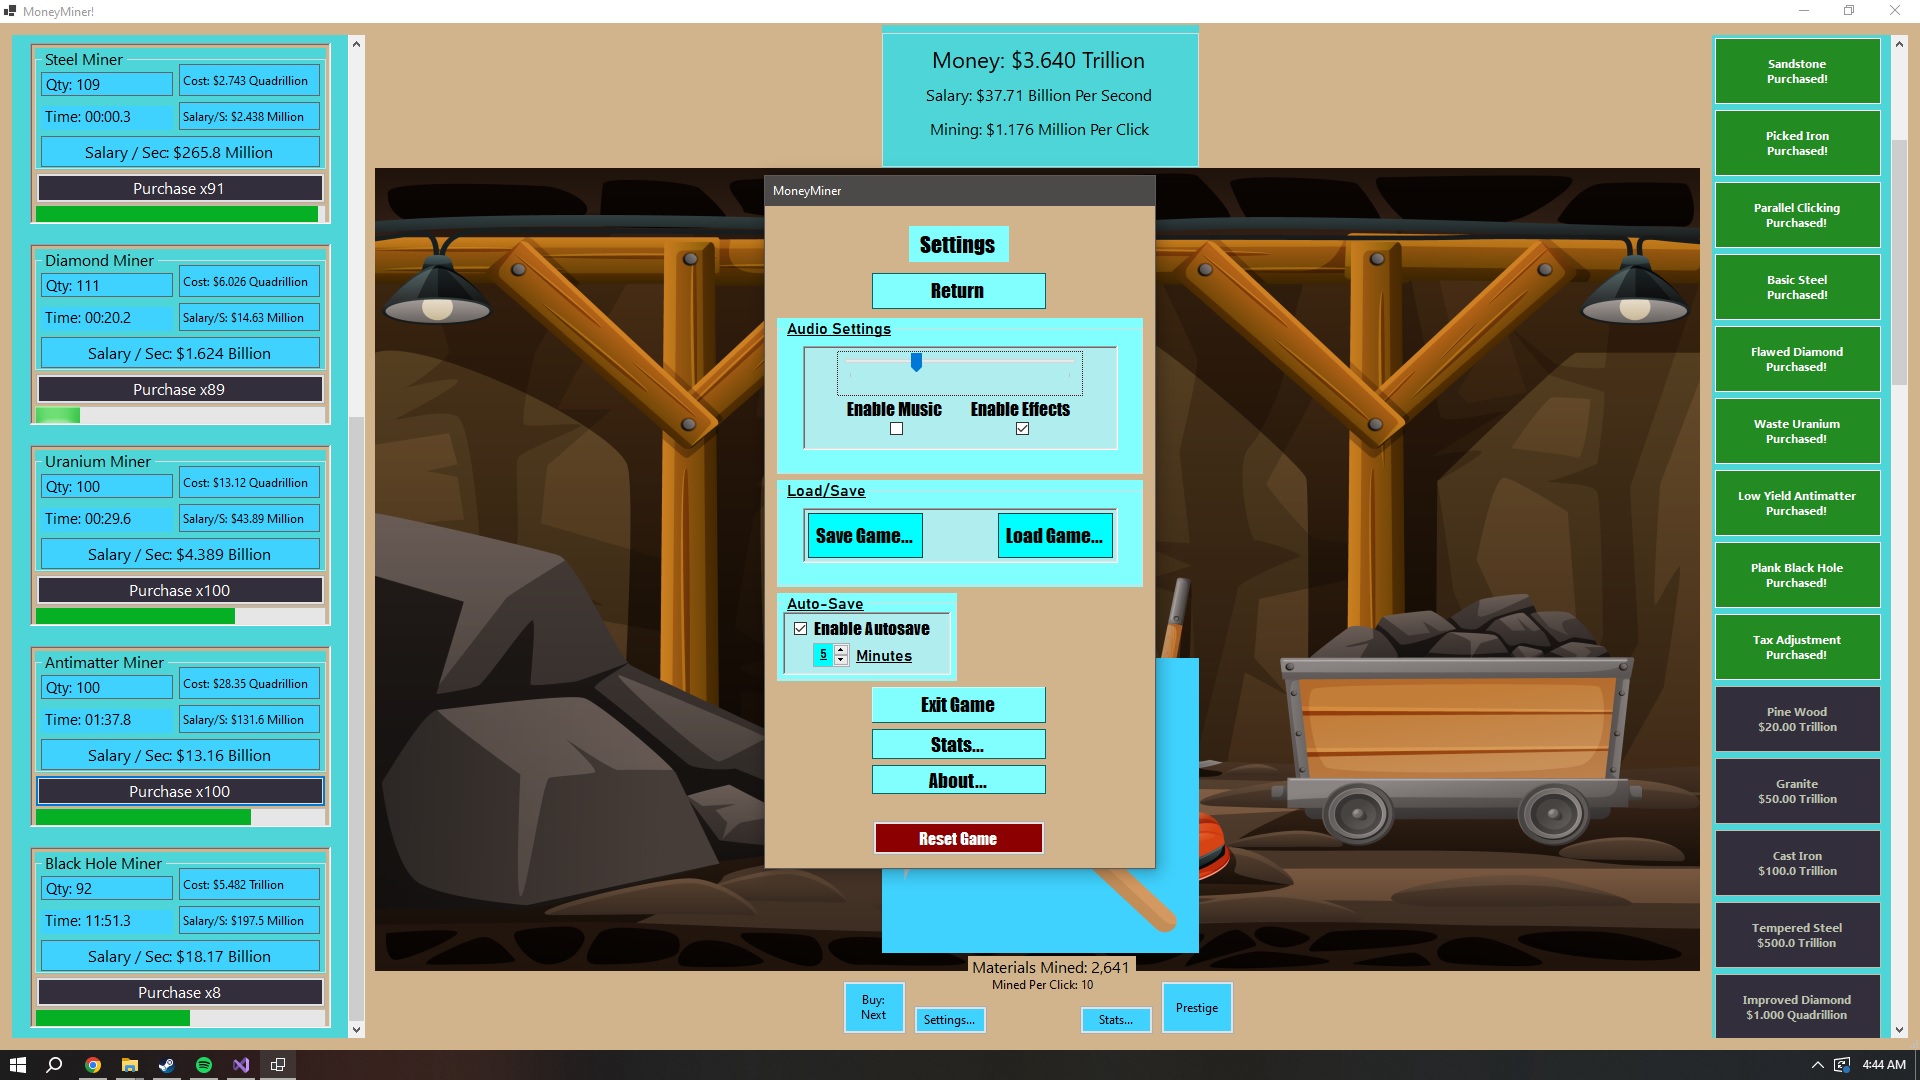 MoneyMiner!
Steel Miner
Qty: 109
Cost: $2.743 Quadrillion
Time: 00:00.3
Salary/S: $2.438 Million
Salary / Sec: $265.8 Million
Purchase x91
Diamond Miner
Qty: 111
Cost: $6.026 Quadrillion
Time: 00:20.2
Salary/S: $14.63 Million
Salary / Sec: $1.624 Billion
Purchase x89
Uranium Miner
Qty: 100
Cost: $13.12 Quadrillion
Time: 00:29.6
Salary/S: $43.89 Million
Salary / Sec: $4.389 Billion
Purchase x100
Antimatter Miner
Qty: 100
Cost: $28.35 Quadrillion
Time: 01:37.8
Salary/S: $131.6 Million
Salary / Sec: $13.16 Billion
Purchase x100
Black Hole Miner
Qty: 92
Cost: $5.482 Trillion
Time: 11:51.3
Salary/S: $197.5 Million
Salary / Sec: $18.17 Billion
Purchase x8
Money: $3.640 Trillion
Salary: $37.71 Billion Per Second
Mining: $1.176 Million Per Click
MoneyMiner
Settings
Return
Audio Settings
Enable Music
Enable Effects
Load/Save
Save Game...
Load Game...
Auto-Save
Enable Autosave
5 Minutes
Exit Game
Stats...
About...
Reset Game
Materials Mined: 2,641
Mined Per Click: 10
Buy:
Next
Settings...
Stats...
Prestige
Sandstone
Purchased!
Picked Iron
Purchased!
Parallel Clicking
Purchased!
Basic Steel
Purchased!
Flawed Diamond
Purchased!
Waste Uranium
Purchased!
Low Yield Antimatter
Purchased!
Plank Black Hole
Purchased!
Tax Adjustment
Purchased!
Pine Wood
$20.00 Trillion
Granite
$50.00 Trillion
Cast Iron
$100.0 Trillion
Tempered Steel
$500.0 Trillion
Improved Diamond
$1.000 Quadrillion
4:44 AM